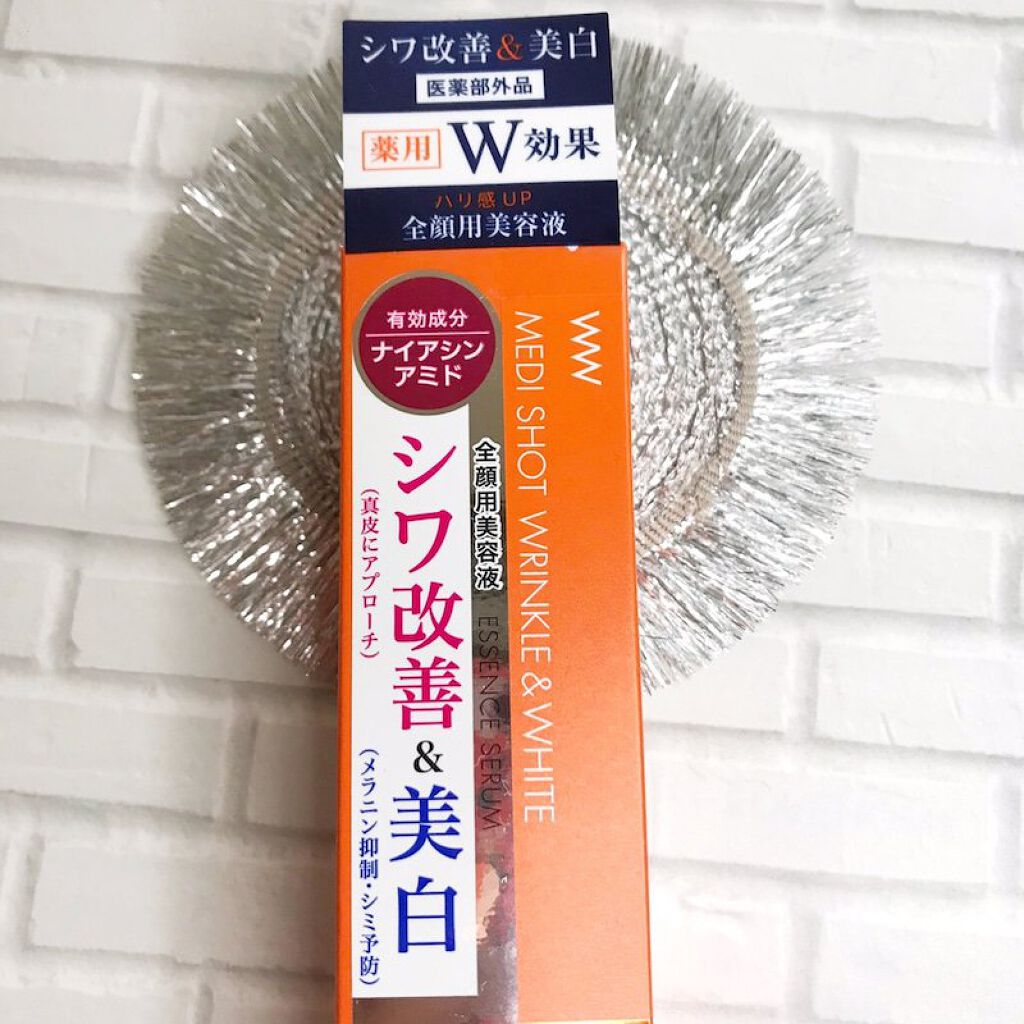 シワ改善&美白
医薬部外品
薬用 W効果
ハリ感UP
全顔用美容液
有効成分
ナイアシン
アミド
MEDI SHOT WRINKLE & WHITE
全顔用美容液
ESSENCE SERUM
シワ改善&美白
(真皮にアプローチ)
(メラニン抑制・シミ予防)